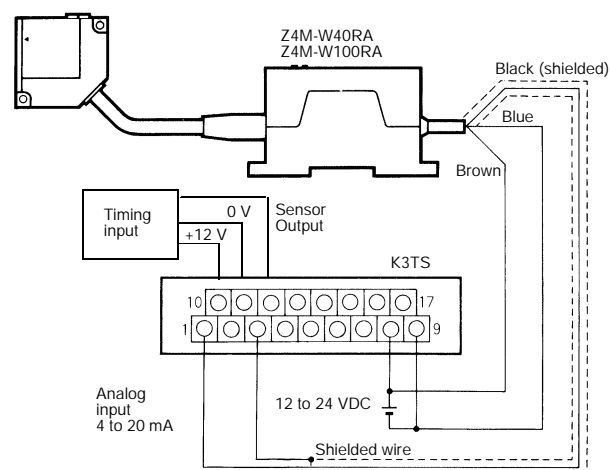 Z4M-W40RA
Z4M-W100RA
Black (shielded)
Blue
Brown
Timing
input
0 V
+12 V
Sensor
Output
K3TS
10
17
1
9
Analog
input
4 to 20 mA
12 to 24 VDC
Shielded wire